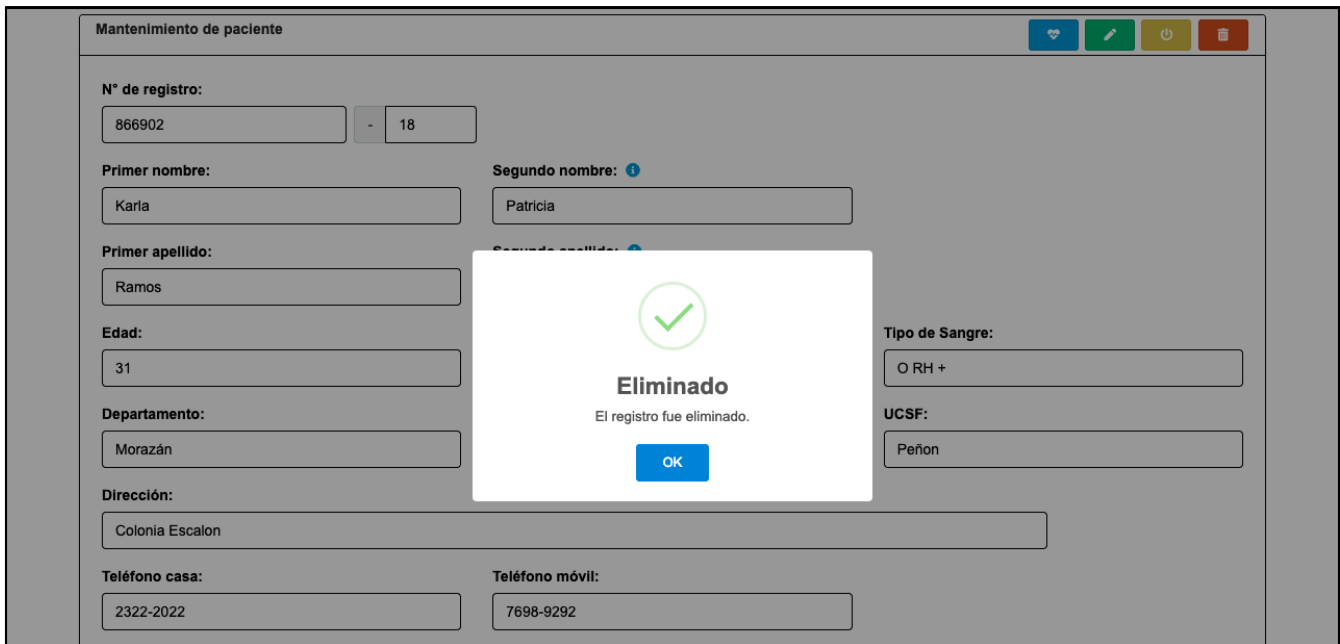 Mantenimiento de paciente
N° de registro:
866902 - 18
Primer nombre: Segundo nombre:
Karla Patricia
Primer apellido: Segundo apellido:
Ramos
Edad: Tipo de Sangre:
31 O RH +
Eliminado
El registro fue eliminado.
OK
Departamento: UCSF:
Morazán Peñon
Dirección:
Colonia Escalon
Teléfono casa: Teléfono móvil:
2322-2022 7698-9292